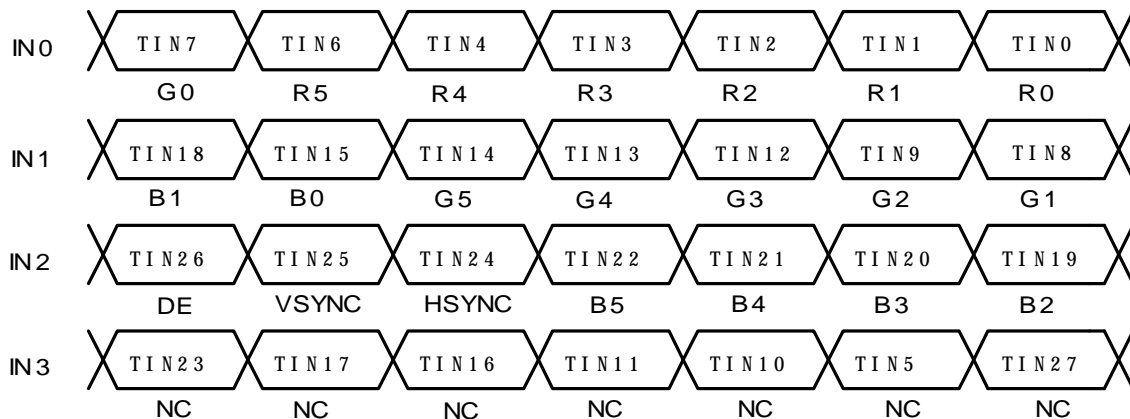 IN0 TIN7 TIN6 TIN4 TIN3 TIN2 TIN1 TIN0
G0 R5 R4 R3 R2 R1 R0
IN1 TIN18 TIN15 TIN14 TIN13 TIN12 TIN9 TIN8
B1 B0 G5 G4 G3 G2 G1
IN2 TIN26 TIN25 TIN24 TIN22 TIN21 TIN20 TIN19
DE VSYNC HSYNC B5 B4 B3 B2
IN3 TIN23 TIN17 TIN16 TIN11 TIN10 TIN5 TIN27
NC NC NC NC NC NC NC